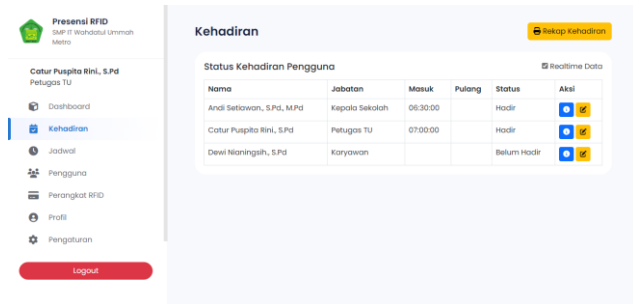 Presensi RFID
SMP IT Wahdatul Ummah
Metro
Catur Puspita Rini., S.Pd
Petugas TU
Dashboard
Kehadiran
Jadwal
Pengguna
Perangkat RFID
Profil
Pengaturan
Logout
Kehadiran
Rekap Kehadiran
Status Kehadiran Pengguna
Realtime Data
Nama Jabatan Masuk Pulang Status Aksi
Andi Setiawan., S.Pd., M.Pd Kepala Sekolah 06:30:00 Hadir
Catur Puspita Rini., S.Pd Petugas TU 07:00:00 Hadir
Dewi Nianingsih., S.Pd Karyawan Belum Hadir